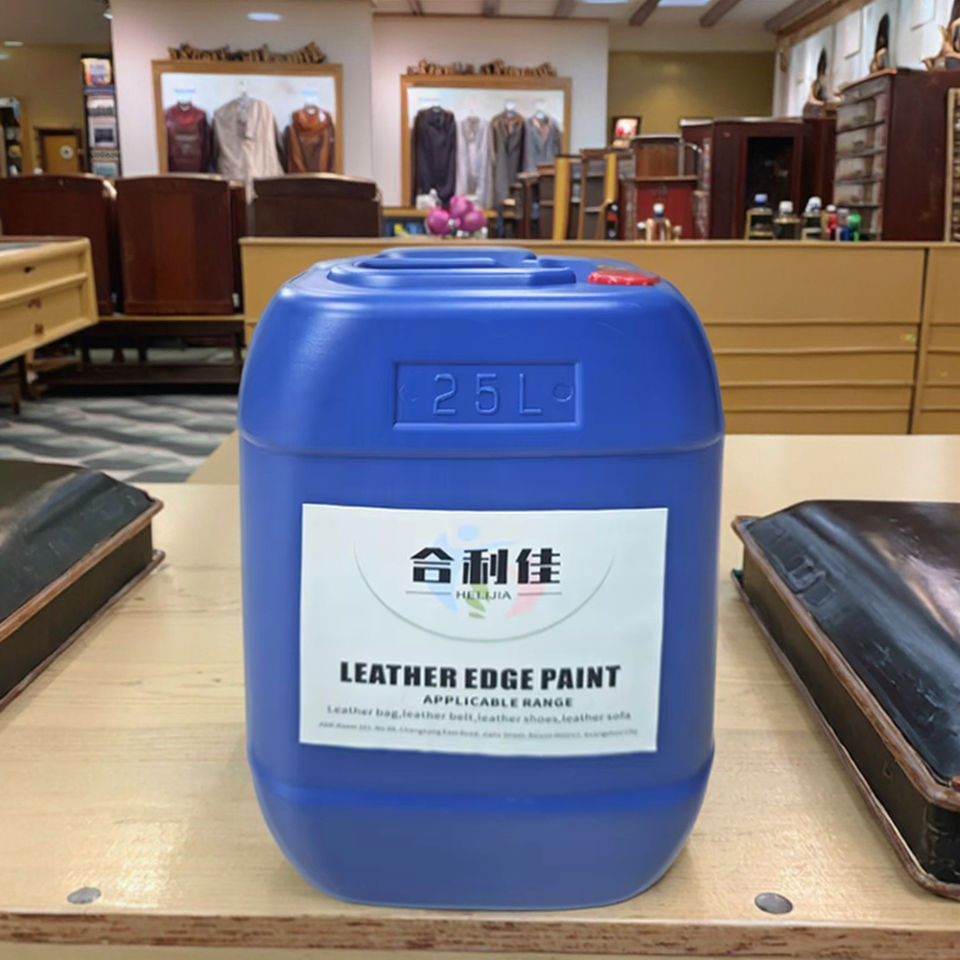 25L
合利佳
HELIJIA
LEATHER EDGE PAINT
APPLICABLE RANGE
Leather bag,leather belt,leather shoes,leather sofa